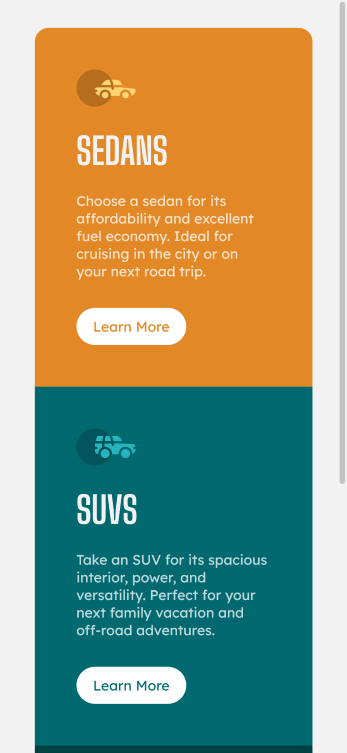 SEDANS
Choose a sedan for its
affordability and excellent
fuel economy. Ideal for
cruising in the city or on
your next road trip.
Learn More
SUVS
Take an SUV for its spacious
interior, power, and
versatility. Perfect for your
next family vacation and
off-road adventures.
Learn More